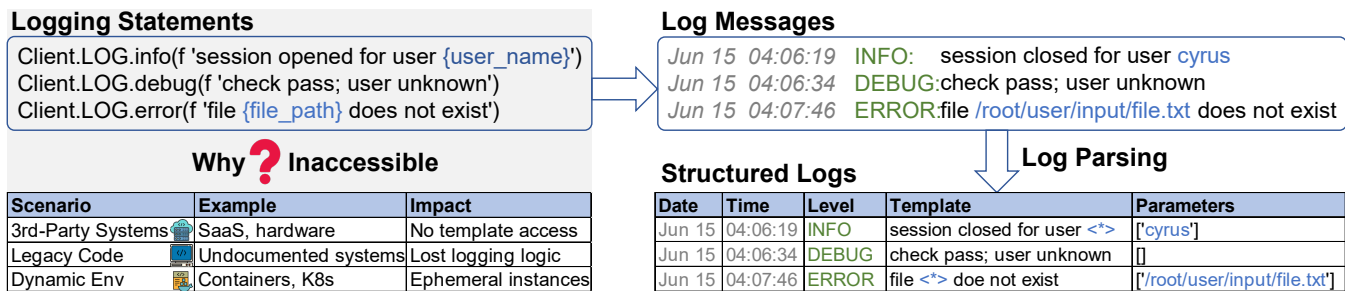 Logging Statements
Client.LOG.info(f 'session opened for user {user_name}')
Client.LOG.debug(f 'check pass; user unknown')
Client.LOG.error(f 'file {file_path} does not exist')
Why ? Inaccessible
Scenario Example Impact
3rd-Party Systems SaaS, hardware No template access
Legacy Code Undocumented systems Lost logging logic
Dynamic Env Containers, K8s Ephemeral instances
Log Messages
Jun 15 04:06:19 INFO: session closed for user cyrus
Jun 15 04:06:34 DEBUG:check pass; user unknown
Jun 15 04:07:46 ERROR:file /root/user/input/file.txt does not exist
Log Parsing
Structured Logs
Date Time Level Template Parameters
Jun 15 04:06:19 INFO session closed for user <*> ['cyrus']
Jun 15 04:06:34 DEBUG check pass; user unknown []
Jun 15 04:07:46 ERROR file <*> doe not exist ['/root/user/input/file.txt']